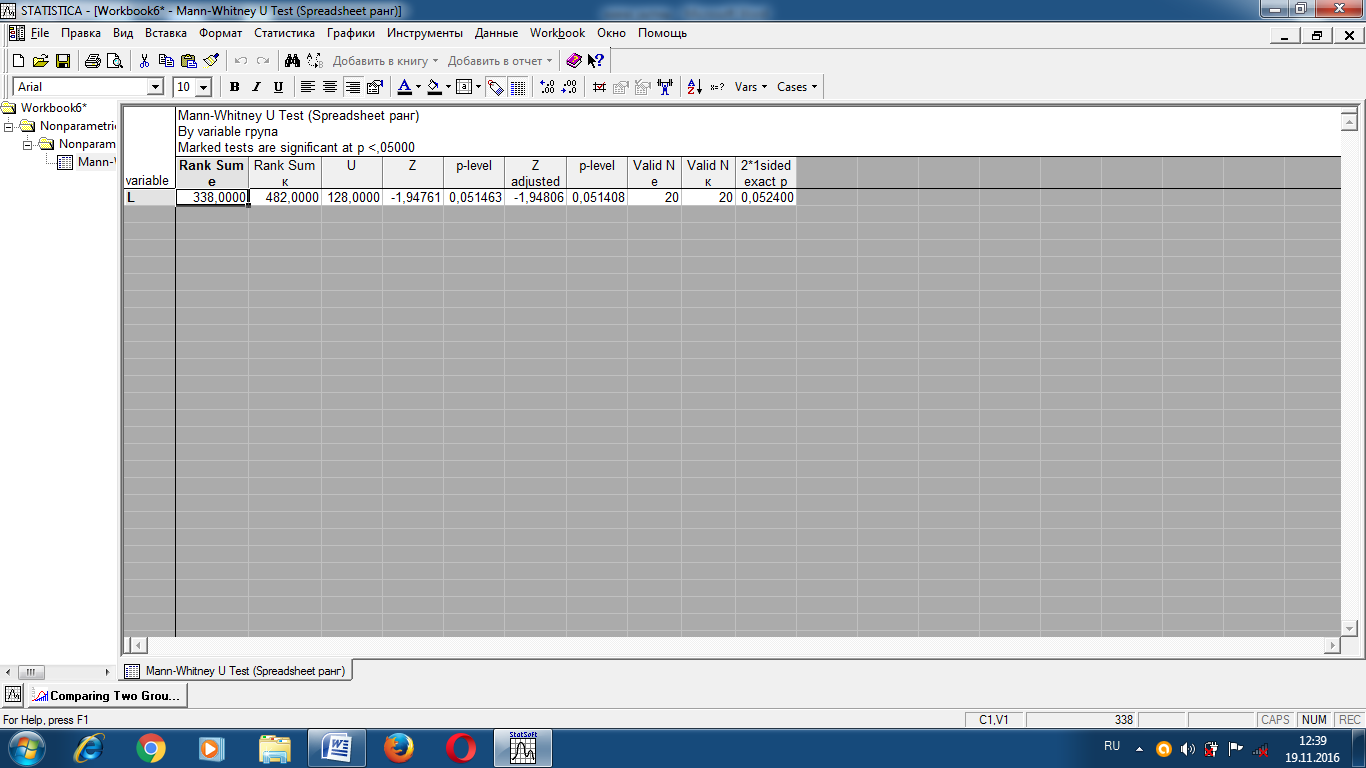 STATISTICA - [Workbook6* - Mann-Whitney U Test (Spreadsheet ранг)]
File Правка Вид Вставка Формат Статистика Графики Инструменты Данные Workbook Окно Помощь
Добавить в книгу Добавить в отчет
Arial 10 B I U Vars Cases
Workbook6*
Nonparametri
Nonparam
Mann-\
Mann-Whitney U Test (Spreadsheet ранг)
By variable група
Marked tests are significant at p <,05000
Rank Sum Rank Sum U Z p-level Z p-level Valid N Valid N 2*1sided
variable е к adjusted е к exact p
L 338,0000 482,0000 128,0000 -1,94761 0,051463 -1,94806 0,051408 20 20 0,052400
Mann-Whitney U Test (Spreadsheet ранг)
Comparing Two Grou...
For Help, press F1 C1,V1 338 CAPS NUM REC
StatSoft
RU 12:39
19.11.2016